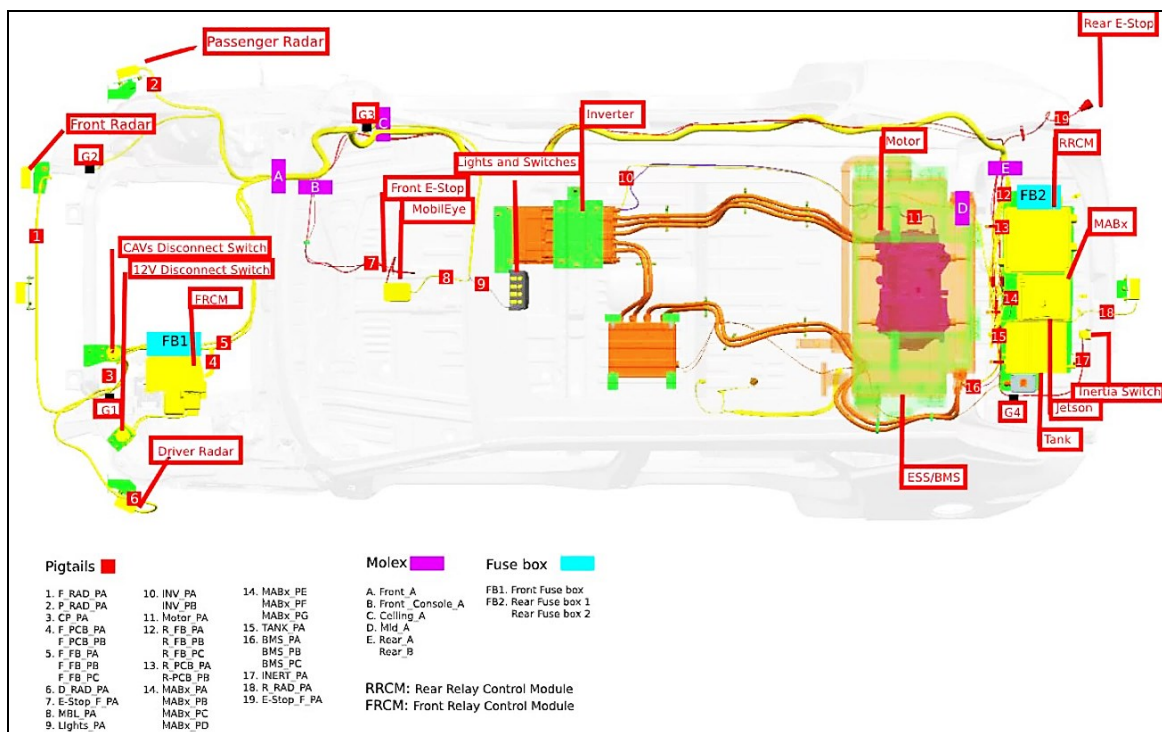 Rear E-Stop
Passenger Radar
2
19
G3
C
Inverter
Front Radar
Motor
RRCM
G2
Lights and Switches
E
A
B
10
Front E-Stop
12
FB2
MobilEye
D
11
13
MABx
1
CAVs Disconnect Switch
7
12V Disconnect Switch
8
9
14
18
FRCM
FB1
5
15
4
17
3
16
Inertia Switch
G1
G4
Jetson
Tank
Driver Radar
ESS/BMS
6
Pigtails
1. F_RAD_PA
2. P_RAD_PA
3. CP_PA
4. F_PCB_PA
F_PCB_PB
5. F_FB_PA
F_FB_PB
F_FB_PC
6. D_RAD_PA
7. E-Stop_F_PA
8. MBL_PA
9. Lights_PA
10. INV_PA
INV_PB
11. Motor_PA
12. R_FB_PA
R_FB_PB
R_FB_PC
13. R_PCB_PA
R-PCB_PB
14. MABx_PA
MABx_PB
MABx_PC
MABx_PD
14. MABx_PE
MABx_PF
MABx_PG
15. TANK_PA
16. BMS_PA
BMS_PB
BMS_PC
17. INERT_PA
18. R_RAD_PA
19. E-Stop_F_PA
Molex
A. Front_A
B. Front_Console_A
C. Ceiling_A
D. Mid_A
E. Rear_A
Rear_B
Fuse box
FB1. Front Fuse box
FB2. Rear Fuse box 1
Rear Fuse box 2
RRCM: Rear Relay Control Module
FRCM: Front Relay Control Module